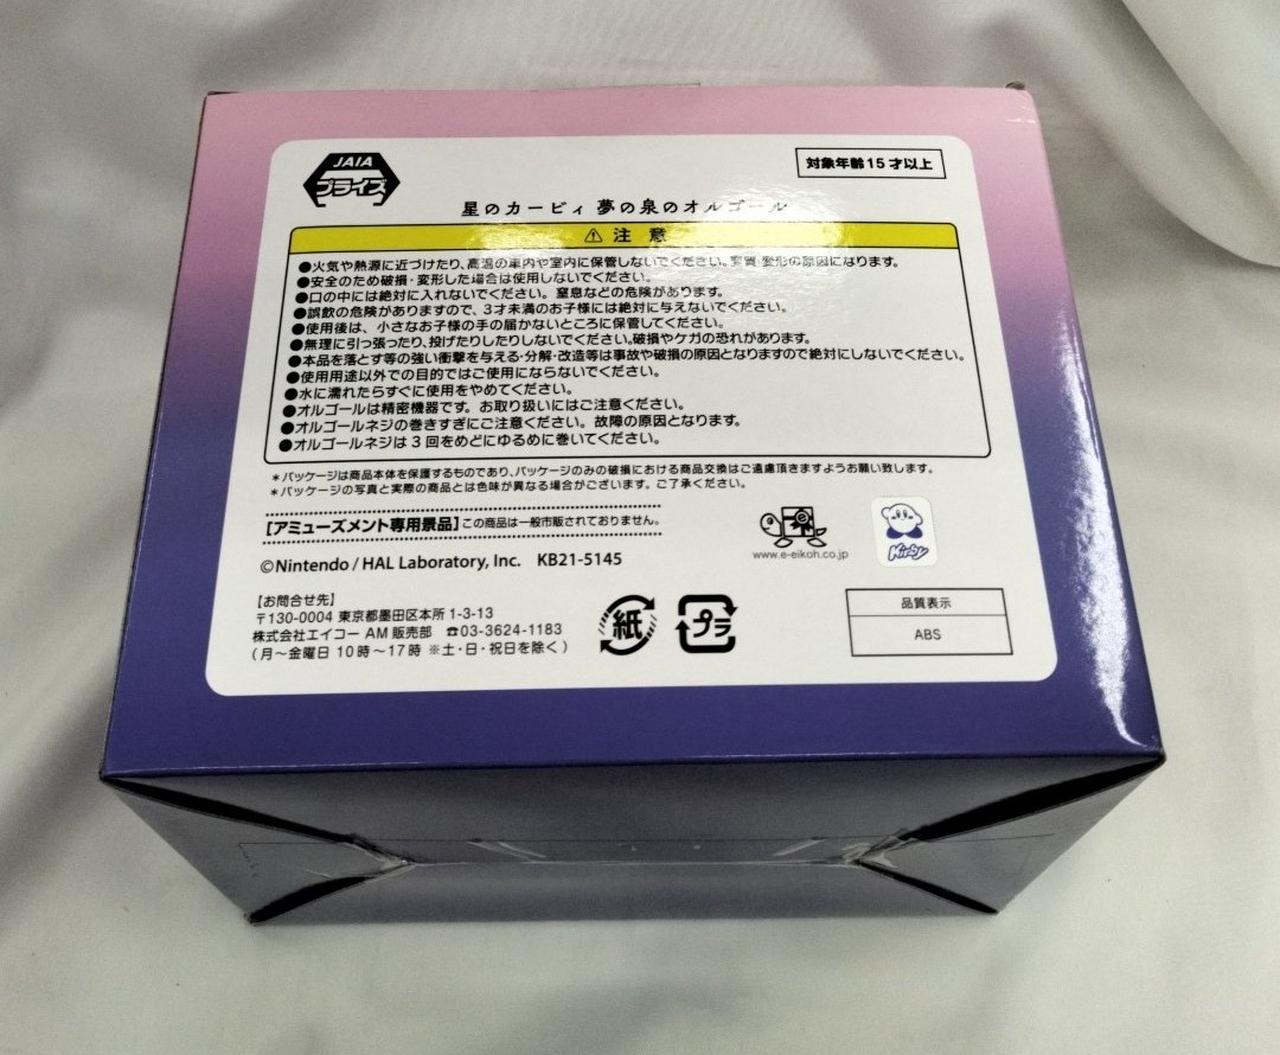 JAIA
プライズ
対象年齢15才以上
星のカービィ 夢の泉のオルゴール
⚠ 注 意
●火気や熱源に近づけたり、高温の車内や室内に保管しないでください。変質・変形の原因になります。
●安全のため破損・変形した場合は使用しないでください。
●口の中には絶対に入れないでください。窒息などの危険があります。
●誤飲の危険がありますので、3才未満のお子様には絶対に与えないでください。
●使用後は、小さなお子様の手の届かないところに保管してください。
●無理に引っ張ったり、投げたりしたりしないでください。破損やケガの恐れがあります。
●本品を落とす等の強い衝撃を与える・分解・改造等は事故や破損の原因となりますので絶対にしないでください。
●使用用途以外での目的ではご使用にならないでください。
●水に濡れたらすぐに使用をやめてください。
●オルゴールは精密機器です。お取り扱いにはご注意ください。
●オルゴールネジの巻きすぎにご注意ください。故障の原因となります。
●オルゴールネジは3回をめどにゆるめに巻いてください。
＊パッケージは商品本体を保護するものであり、パッケージのみの破損における商品交換はご遠慮頂きますようお願い致します。
＊パッケージの写真と実際の商品とは色味が異なる場合がございます。ご了承ください。
【アミューズメント専用景品】この商品は一般市販されておりません。
©Nintendo / HAL Laboratory, Inc. KB21-5145
e
www.e-eikoh.co.jp
Kirby
【お問合せ先】
〒130-0004 東京都墨田区本所1-3-13
株式会社エイコー AM販売部 ☎03-3624-1183
(月〜金曜日 10時〜17時 ※土・日・祝日を除く)
紙
プラ
品質表示
ABS